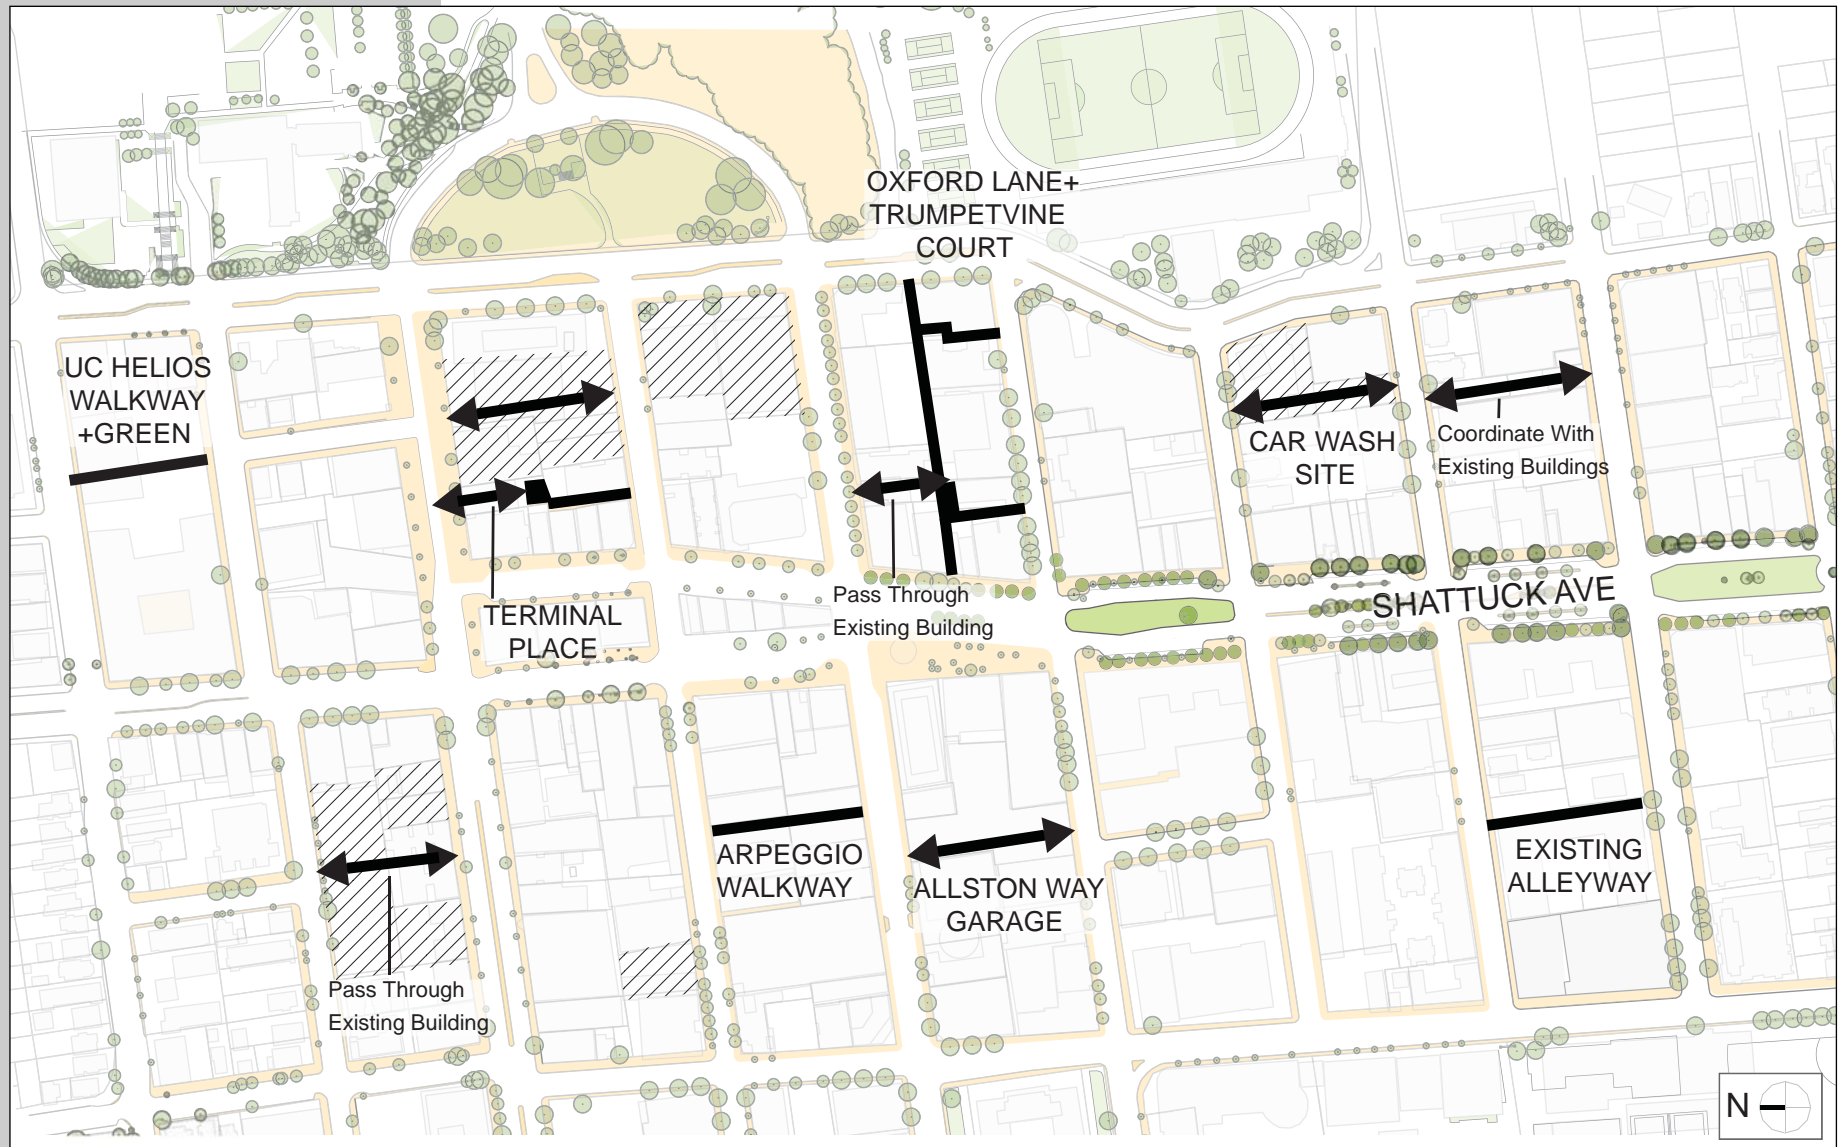 OXFORD LANE+
TRUMPETVINE
COURT
UC HELIOS
WALKWAY
+GREEN
CAR WASH
SITE
Coordinate With
Existing Buildings
TERMINAL
PLACE
Pass Through
Existing Building
SHATTUCK AVE
ARPEGGIO
WALKWAY
ALLSTON WAY
GARAGE
EXISTING
ALLEYWAY
Pass Through
Existing Building
N